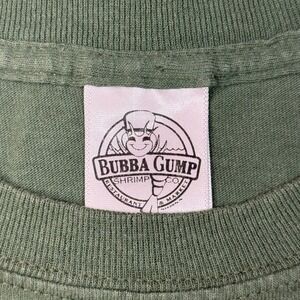 BUBBA GUMP
SHRIMP CO.
RESTAURANT & MARKET